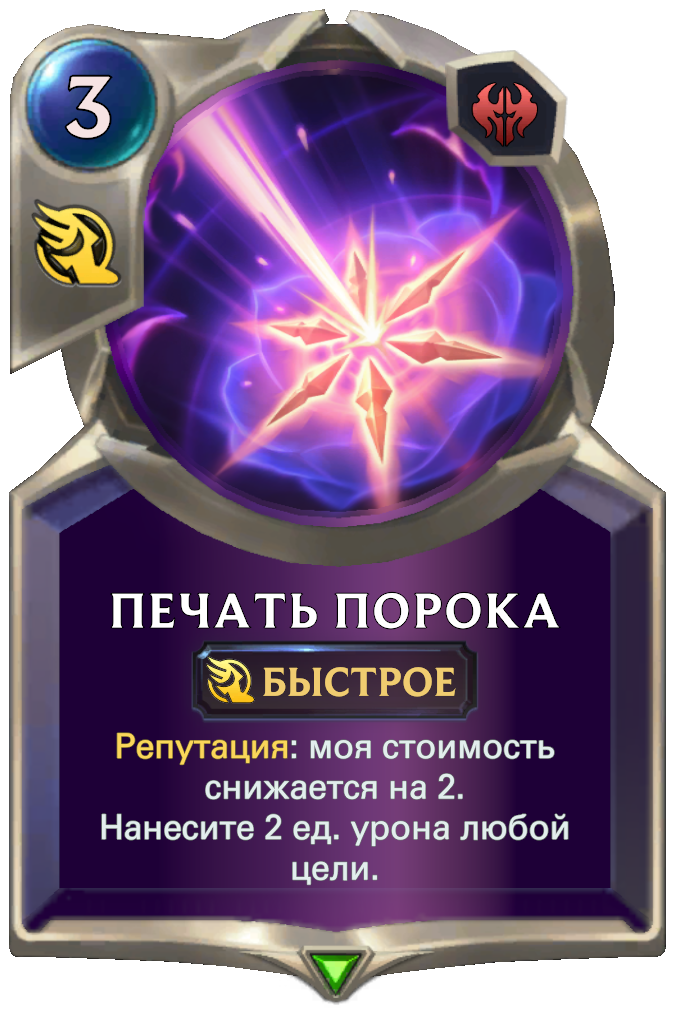 3
ПЕЧАТЬ ПОРОКА
БЫСТРОЕ
Репутация: моя стоимость
снижается на 2.
Нанесите 2 ед. урона любой
цели.